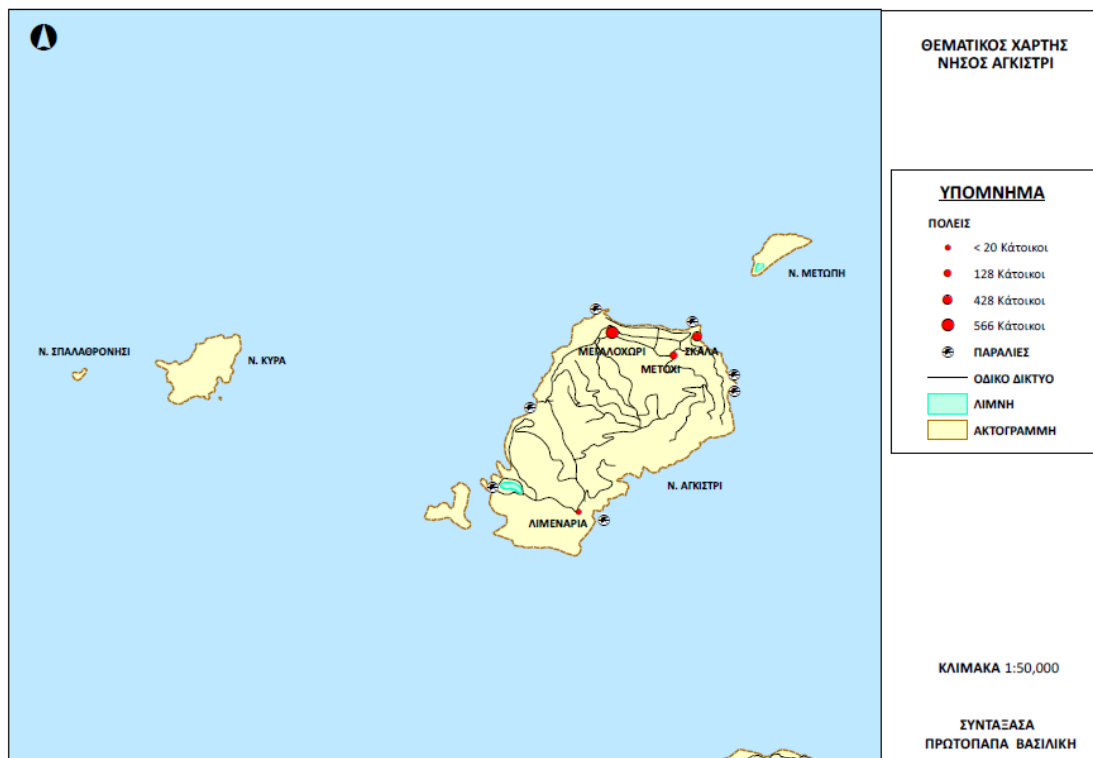 ΘΕΜΑΤΙΚΟΣ ΧΑΡΤΗΣ
ΝΗΣΟΣ ΑΓΚΙΣΤΡΙ
ΥΠΟΜΝΗΜΑ
ΠΟΛΕΙΣ
< 20 Κάτοικοι
128 Κάτοικοι
428 Κάτοικοι
566 Κάτοικοι
ΠΑΡΑΛΙΕΣ
ΟΔΙΚΟ ΔΙΚΤΥΟ
ΛΙΜΝΗ
ΑΚΤΟΓΡΑΜΜΗ
Ν. ΜΕΤΩΠΗ
Ν. ΣΠΑΛΑΘΡΟΝΗΣΙ
Ν. ΚΥΡΑ
ΜΕΓΑΛΟΧΩΡΙ
ΣΚΑΛΑ
ΜΕΤΟΧΙ
Ν. ΑΓΚΙΣΤΡΙ
ΛΙΜΕΝΑΡΙΑ
ΚΛΙΜΑΚΑ 1:50,000
ΣΥΝΤΑΞΑΣΑ
ΠΡΩΤΟΠΑΠΑ ΒΑΣΙΛΙΚΗ